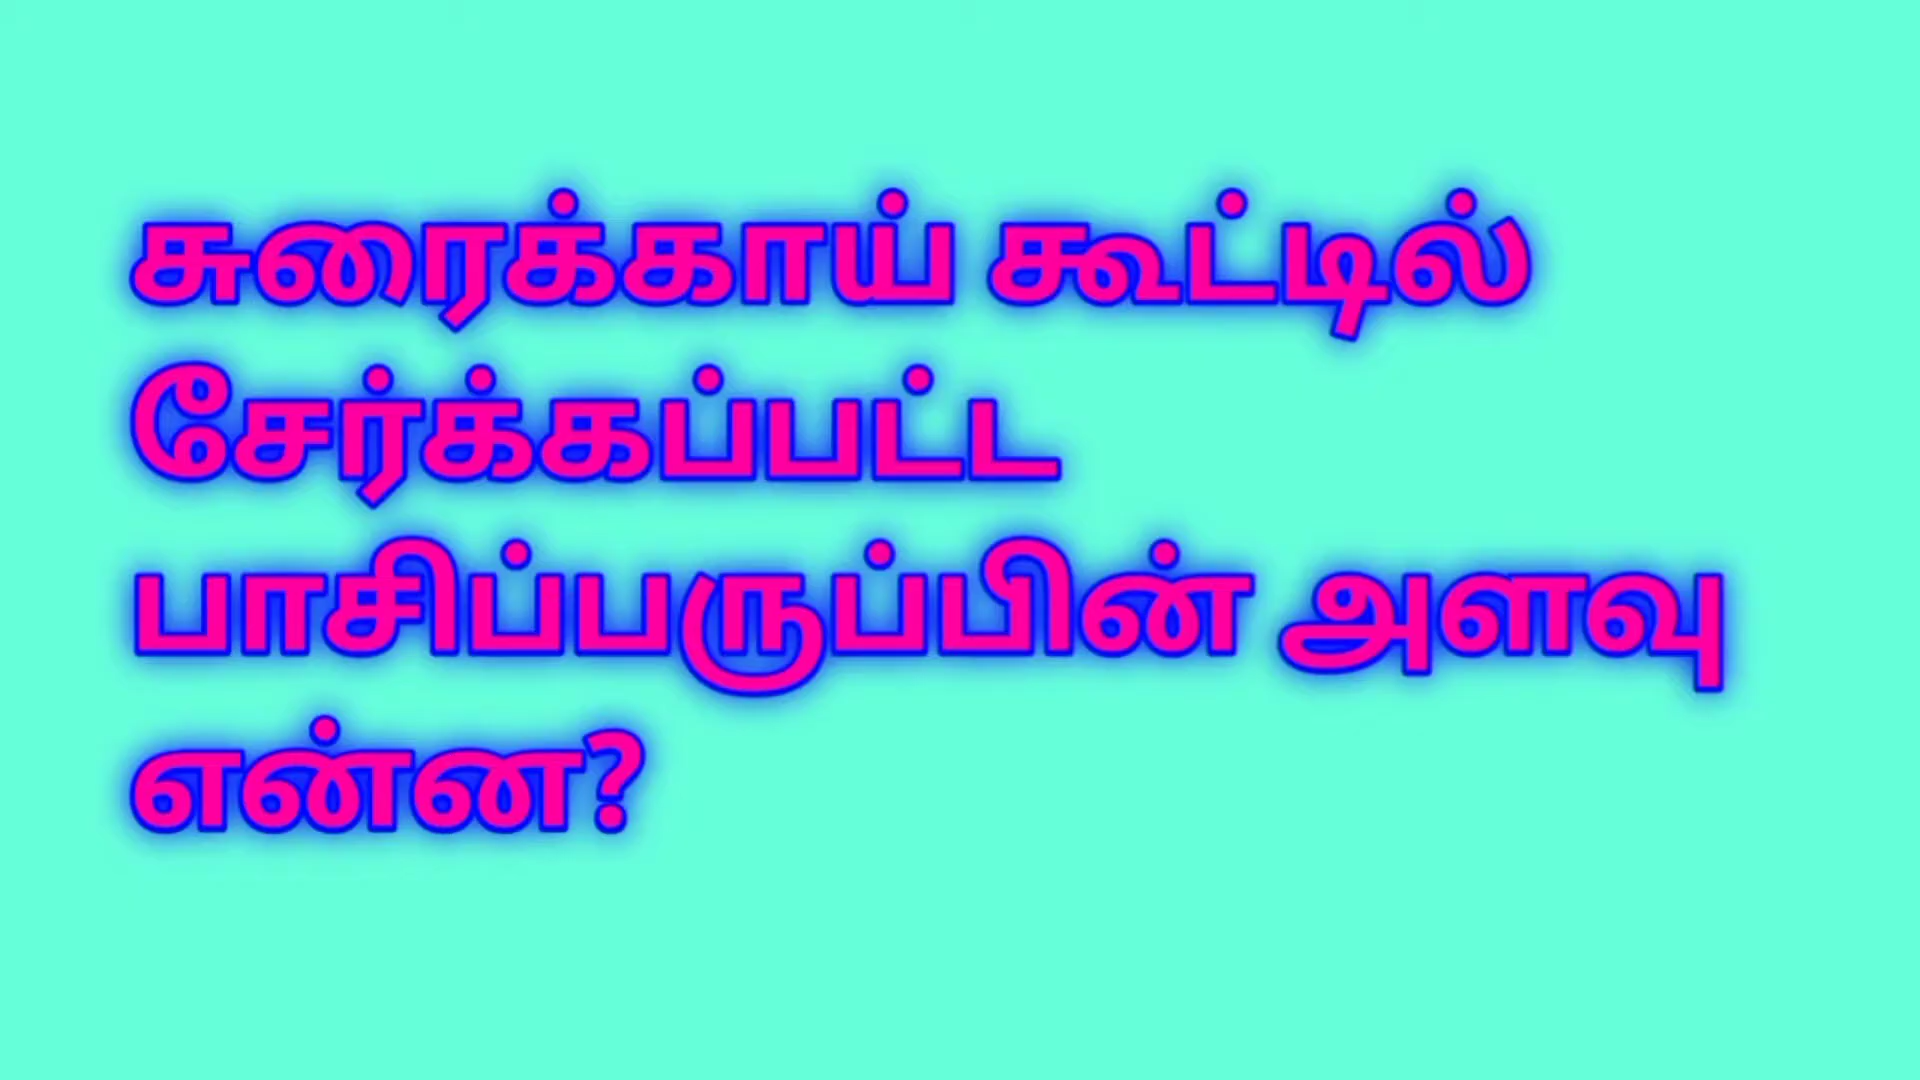 சுரைக்காய் கூட்டில்
சேர்க்கப்பட்ட
பாசிப்பருப்பின் அளவு
என்ன?